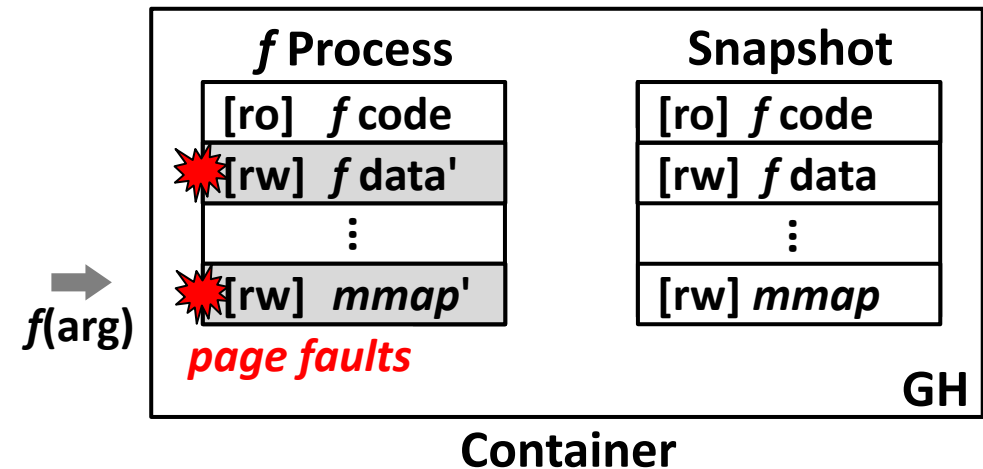 f Process
[ro] f code
[rw] f data'
⋮
[rw] mmap'
page faults
f(arg)
Snapshot
[ro] f code
[rw] f data
⋮
[rw] mmap
GH
Container